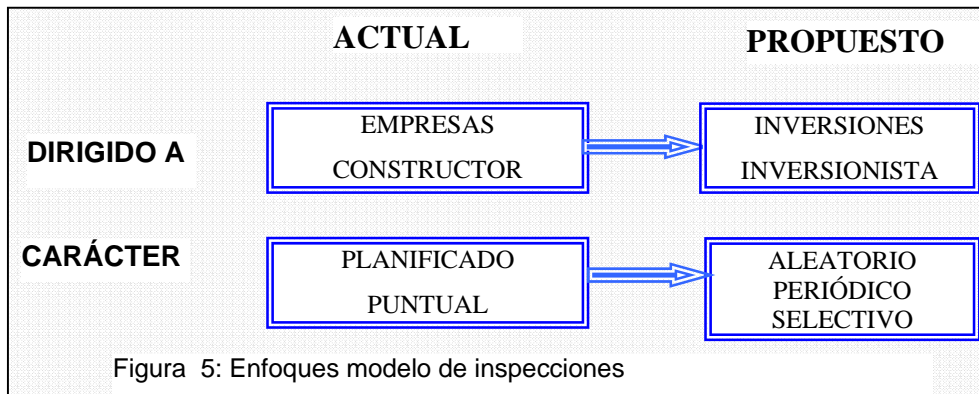 ACTUAL PROPUESTO
DIRIGIDO A
EMPRESAS
CONSTRUCTOR
INVERSIONES
INVERSIONISTA
CARÁCTER
PLANIFICADO
PUNTUAL
ALEATORIO
PERIÓDICO
SELECTIVO
Figura 5: Enfoques modelo de inspecciones